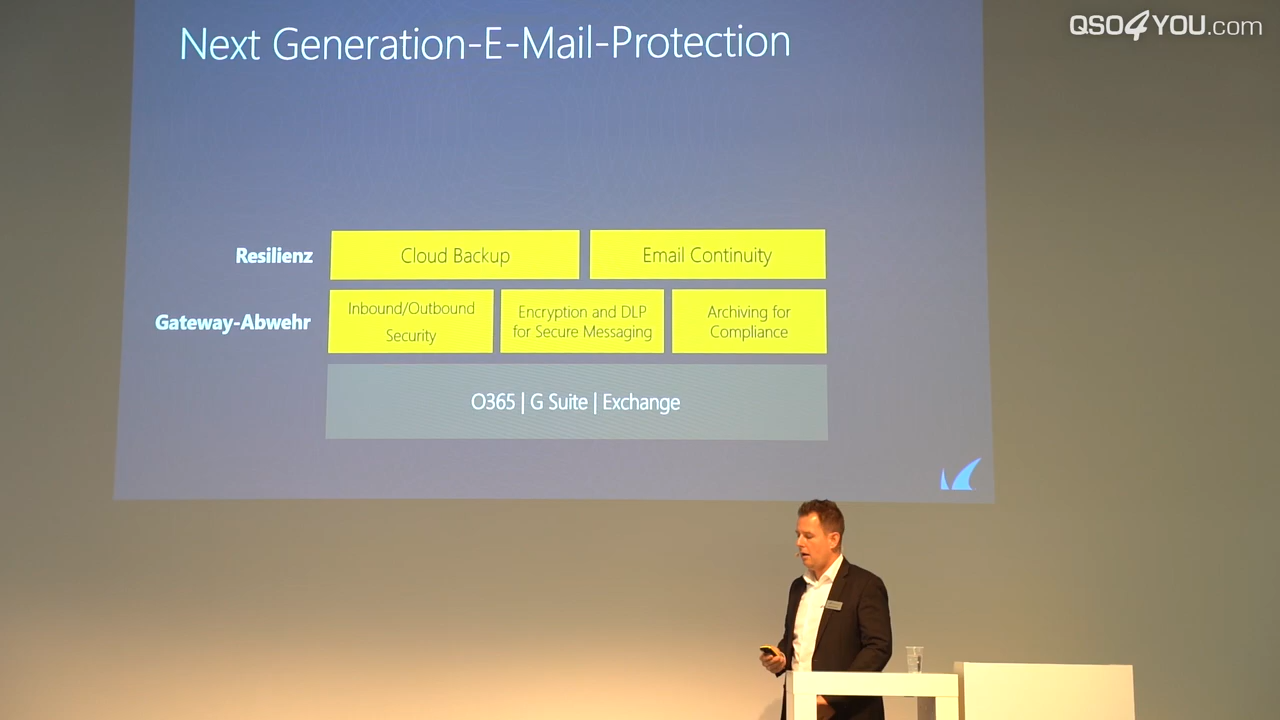 QSO4YOU.com
Next Generation-E-Mail-Protection
Resilienz
Cloud Backup
Email Continuity
Gateway-Abwehr
Inbound/Outbound
Security
Encryption and DLP
for Secure Messaging
Archiving for
Compliance
O365 | G Suite | Exchange